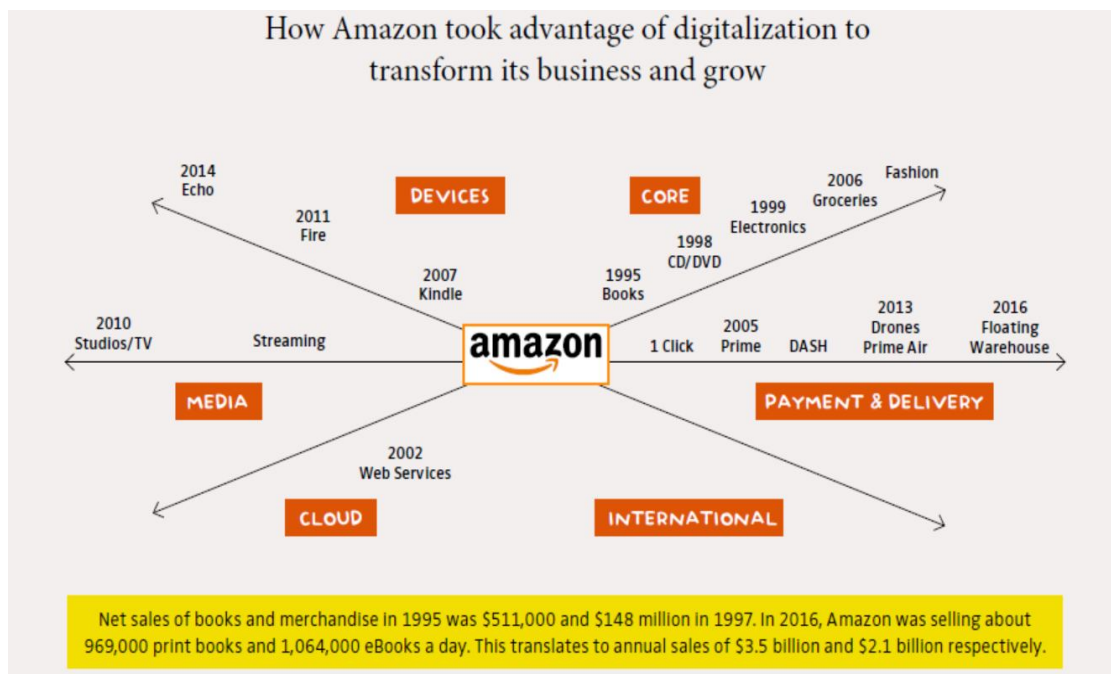 How Amazon took advantage of digitalization to
transform its business and grow
2014
Echo
2011
Fire
2007
Kindle
DEVICES
CORE
1995
Books
1998
CD/DVD
1999
Electronics
2006
Groceries
Fashion
2010
Studios/TV
Streaming
MEDIA
amazon
1 Click
2005
Prime
DASH
2013
Drones
Prime Air
2016
Floating
Warehouse
PAYMENT & DELIVERY
2002
Web Services
CLOUD
INTERNATIONAL
Net sales of books and merchandise in 1995 was $511,000 and $148 million in 1997. In 2016, Amazon was selling about
969,000 print books and 1,064,000 eBooks a day. This translates to annual sales of $3.5 billion and $2.1 billion respectively.